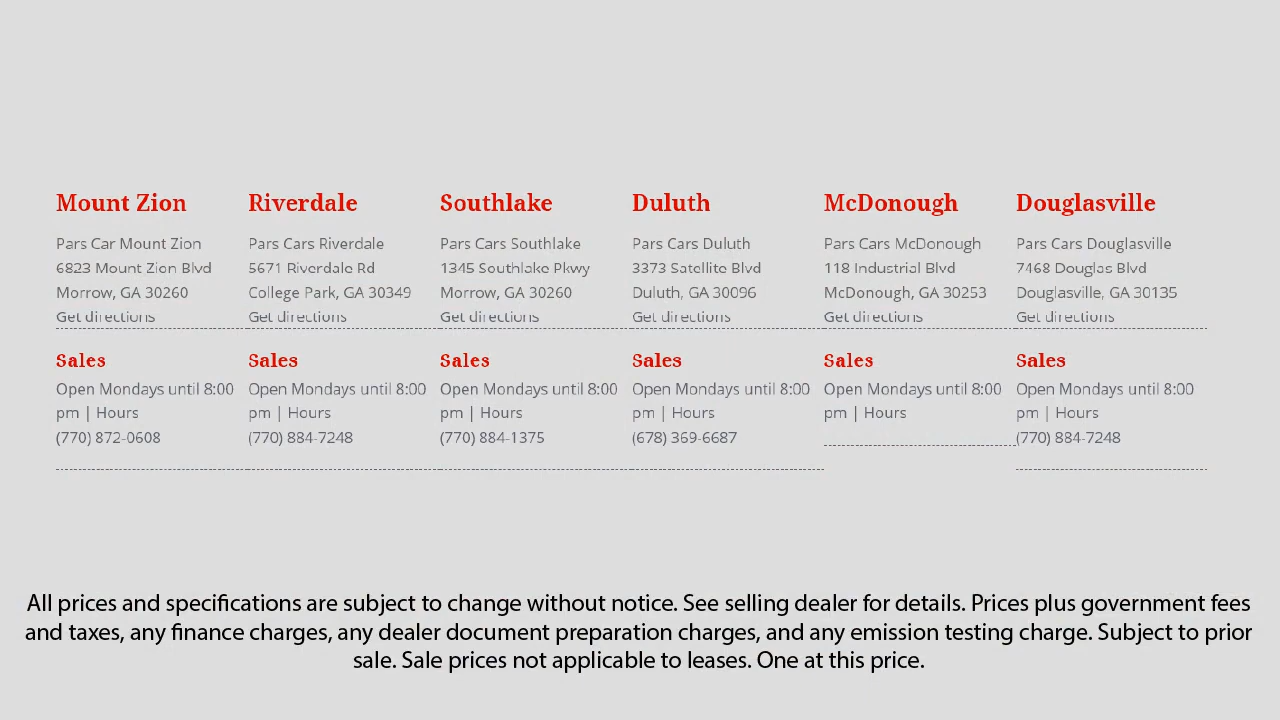 Mount Zion
Pars Car Mount Zion
6823 Mount Zion Blvd
Morrow, GA 30260
Get directions
Sales
Open Mondays until 8:00
pm | Hours
(770) 872-0608
Riverdale
Pars Cars Riverdale
5671 Riverdale Rd
College Park, GA 30349
Get directions
Sales
Open Mondays until 8:00
pm | Hours
(770) 884-7248
Southlake
Pars Cars Southlake
1345 Southlake Pkwy
Morrow, GA 30260
Get directions
Sales
Open Mondays until 8:00
pm | Hours
(770) 884-1375
Duluth
Pars Cars Duluth
3373 Satellite Blvd
Duluth, GA 30096
Get directions
Sales
Open Mondays until 8:00
pm | Hours
(678) 369-6687
McDonough
Pars Cars McDonough
118 Industrial Blvd
McDonough, GA 30253
Get directions
Sales
Open Mondays until 8:00
pm | Hours
Douglasville
Pars Cars Douglasville
7468 Douglas Blvd
Douglasville, GA 30135
Get directions
Sales
Open Mondays until 8:00
pm | Hours
(770) 884-7248
All prices and specifications are subject to change without notice. See selling dealer for details. Prices plus government fees
and taxes, any finance charges, any dealer document preparation charges, and any emission testing charge. Subject to prior
sale. Sale prices not applicable to leases. One at this price.